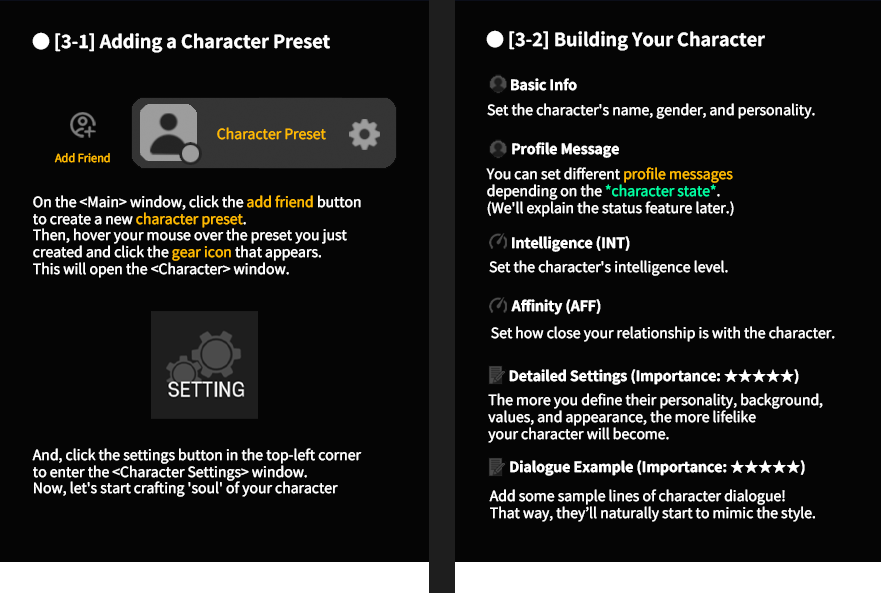 [3-1] Adding a Character Preset
Add Friend
Character Preset
On the <Main> window, click the add friend button
to create a new character preset.
Then, hover your mouse over the preset you just
created and click the gear icon that appears.
This will open the <Character> window.
SETTING
And, click the settings button in the top-left corner
to enter the <Character Settings> window.
Now, let's start crafting 'soul' of your character
[3-2] Building Your Character
Basic Info
Set the character's name, gender, and personality.
Profile Message
You can set different profile messages
depending on the *character state*.
(We'll explain the status feature later.)
Intelligence (INT)
Set the character's intelligence level.
Affinity (AFF)
Set how close your relationship is with the character.
Detailed Settings (Importance: ★★★★★)
The more you define their personality, background,
values, and appearance, the more lifelike
your character will become.
Dialogue Example (Importance: ★★★★★)
Add some sample lines of character dialogue!
That way, they’ll naturally start to mimic the style.